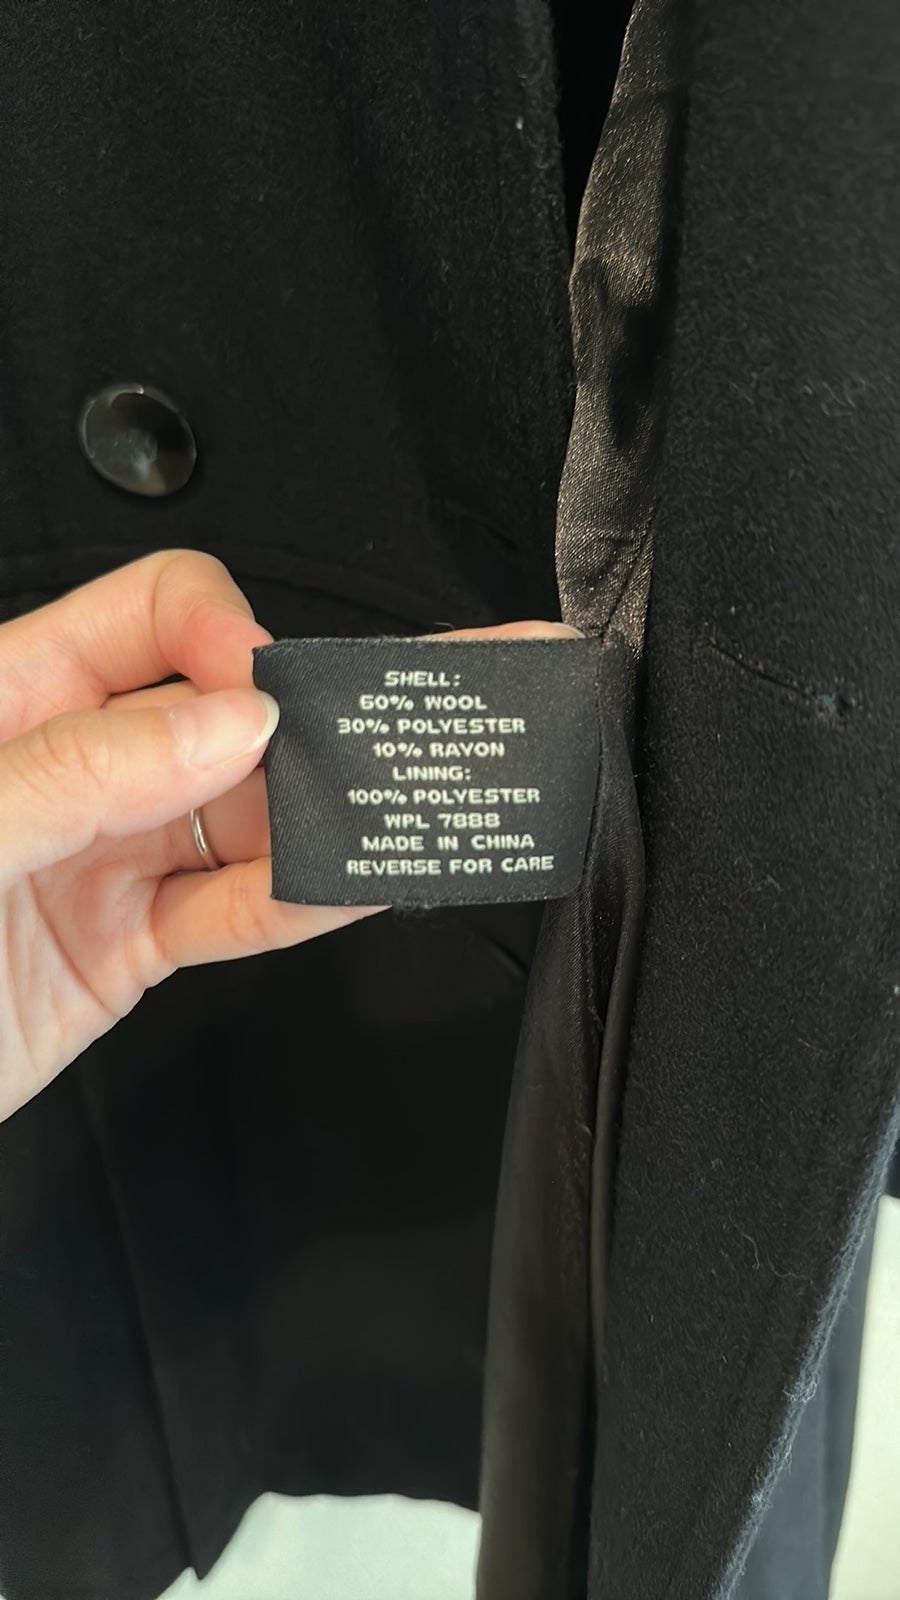 SHELL:
60% WOOL
30% POLYESTER
10% RAYON
LINING:
100% POLYESTER
WPL 7888
MADE IN CHINA
REVERSE FOR CARE